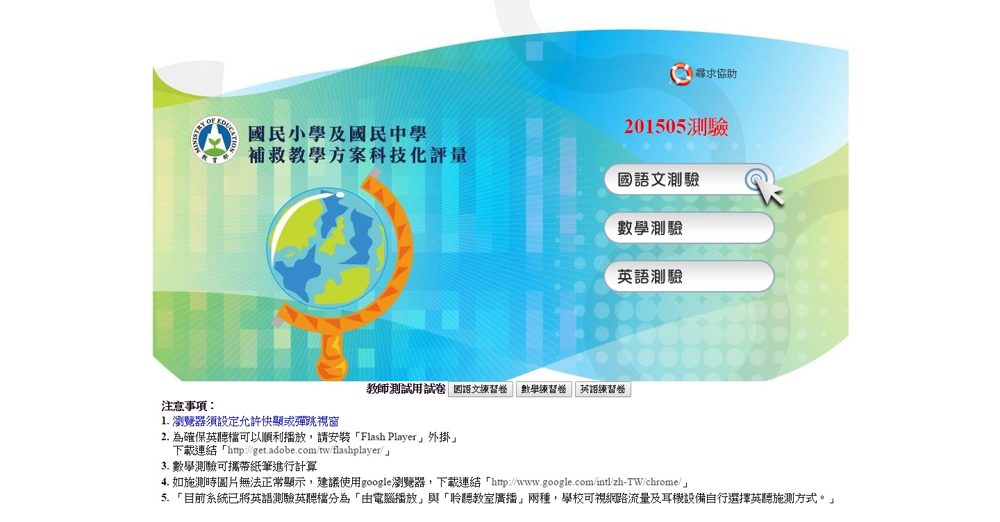 尋求協助
201505測驗
MINISTRY OF EDUCATION
教育部
國民小學及國民中學
補救教學方案科技化評量
國語文測驗
數學測驗
英語測驗
教師測試用試卷 國語文練習卷 數學練習卷 英語練習卷
注意事項：
1. 瀏覽器須設定允許快顯或彈跳視窗
2. 為確保英聽檔可以順利播放，請安裝「Flash Player」外掛」
下載連結「http://get.adobe.com/tw/flashplayer/」
3. 數學測驗可攜帶紙筆進行計算
4. 如施測時圖片無法正常顯示，建議使用google瀏覽器，下載連結「http://www.google.com/intl/zh-TW/chrome/」
5. 「目前系統已將英語測驗英聽檔分為「由電腦播放」與「聆聽教室廣播」兩種，學校可視網路流量及耳機設備自行選擇英聽施測方式。」